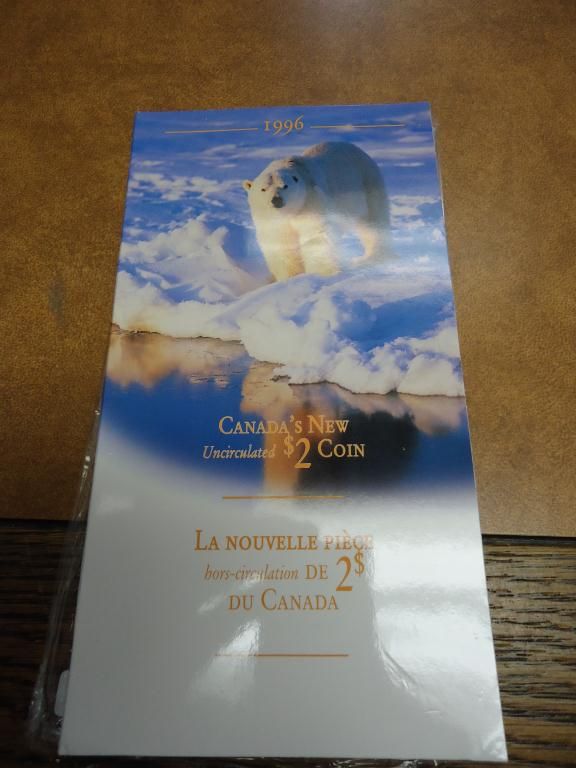 1996
CANADA'S NEW
Uncirculated $2 COIN
LA NOUVELLE PIÈCE
hors-circulation DE 2$
DU CANADA